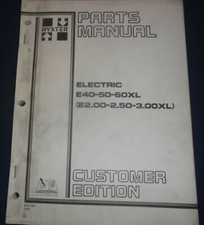 HYSTER
PARTS
MANUAL
ELECTRIC
E40-50-60XL
(E2.00-2.50-3.00XL)
CUSTOMER
EDITION